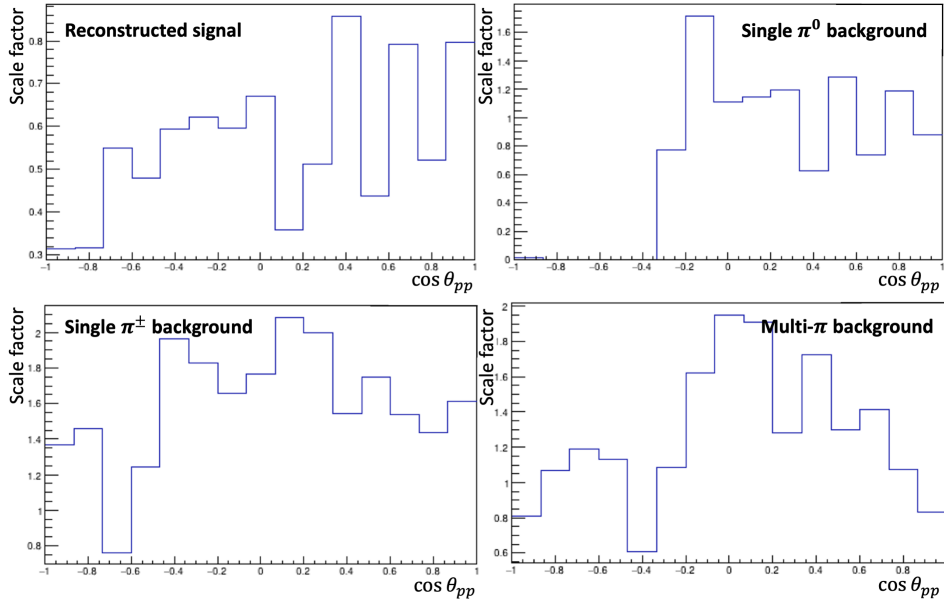 Reconstructed signal
Scale factor
0.8
0.7
0.6
0.5
0.4
0.3
−1 −0.8 −0.6 −0.4 −0.2 0 0.2 0.4 0.6 0.8 1
cos θpp
Single π⁰ background
Scale factor
1.6
1.4
1.2
1
0.8
0.6
0.4
0.2
0
−1 −0.8 −0.6 −0.4 −0.2 0 0.2 0.4 0.6 0.8 1
cos θpp
Single π± background
Scale factor
2
1.8
1.6
1.4
1.2
1
0.8
−1 −0.8 −0.6 −0.4 −0.2 0 0.2 0.4 0.6 0.8 1
cos θpp
Multi-π background
Scale factor
2
1.8
1.6
1.4
1.2
1
0.8
0.6
−1 −0.8 −0.6 −0.4 −0.2 0 0.2 0.4 0.6 0.8
cos θpp